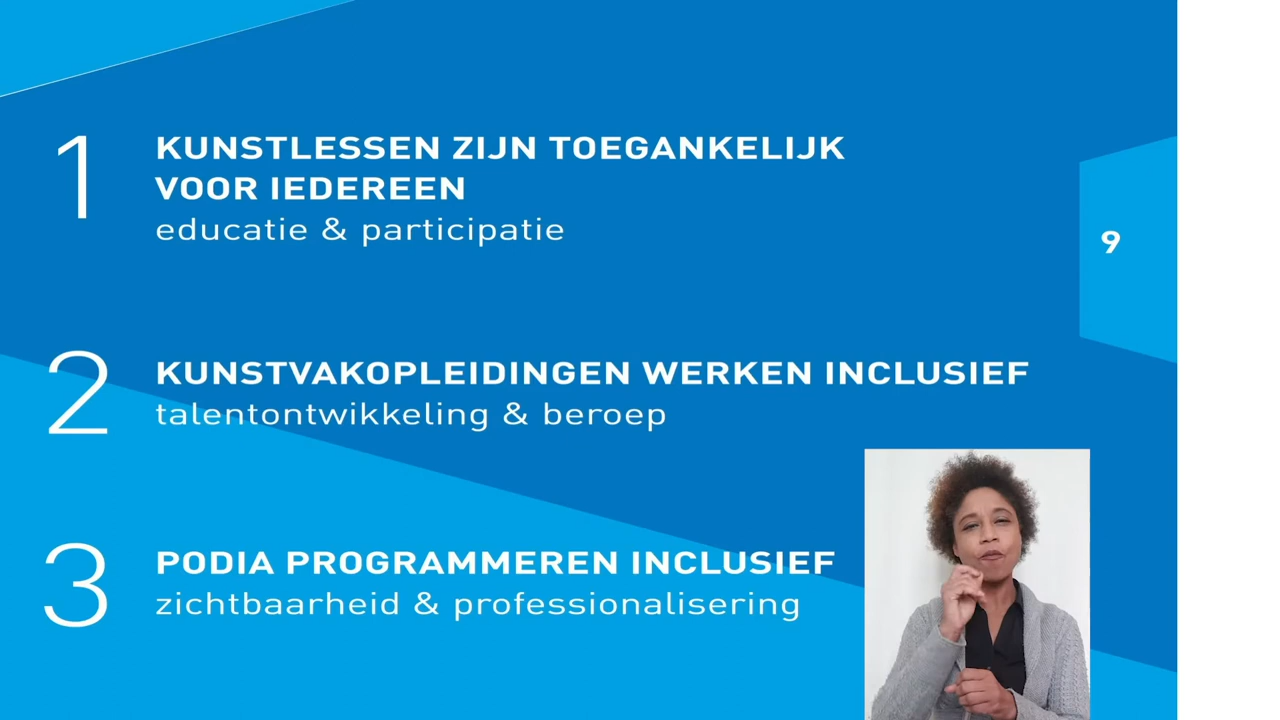 1
KUNSTLESSEN ZIJN TOEGANKELIJK
VOOR IEDEREEN
educatie & participatie
9
2
KUNSTVAKOPLEIDINGEN WERKEN INCLUSIEF
talentontwikkeling & beroep
3
PODIA PROGRAMMEREN INCLUSIEF
zichtbaarheid & professionalisering